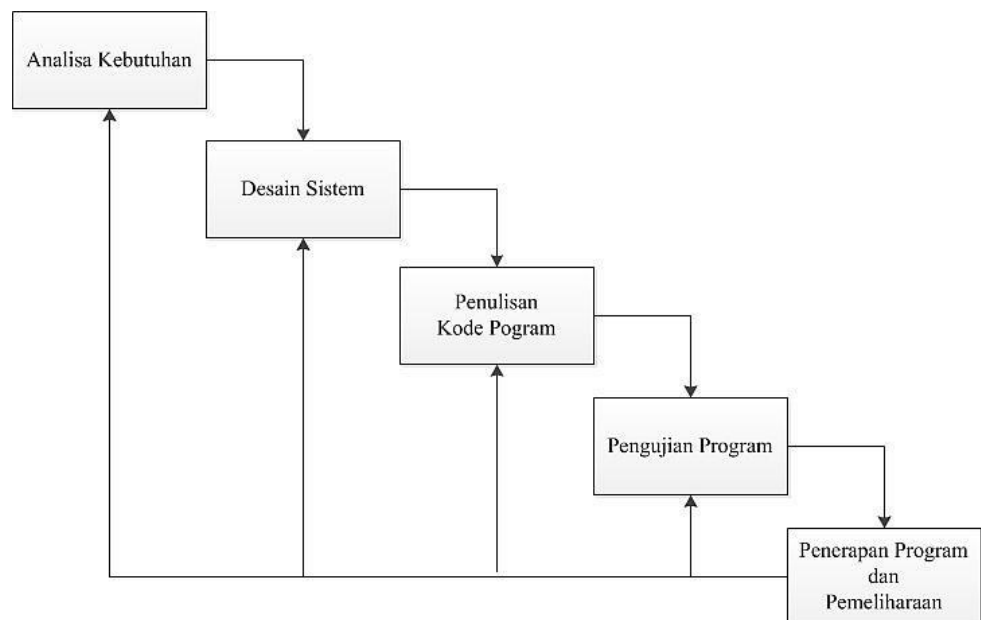 Analisa Kebutuhan
Desain Sistem
Penulisan
Kode Pogram
Pengujian Program
Penerapan Program
dan
Pemeliharaan